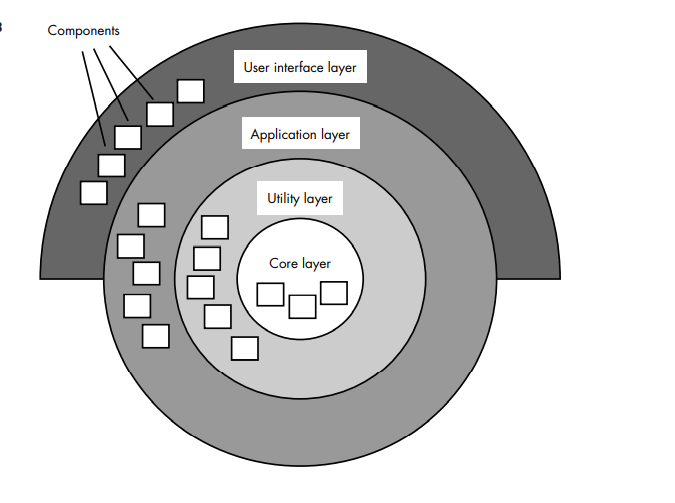 Components
User interface layer
Application layer
Utility layer
Core layer